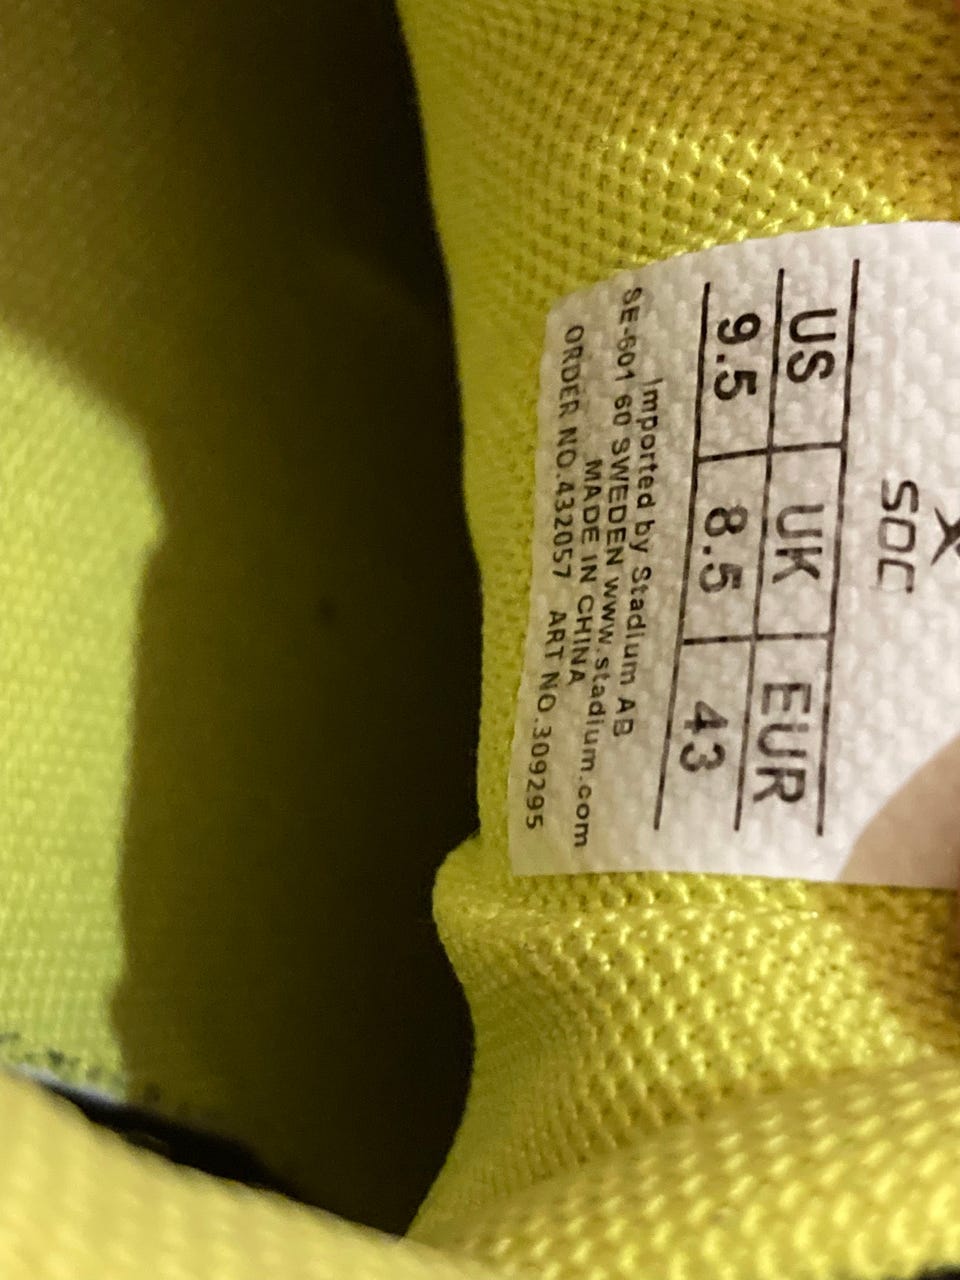 SOC
US UK EUR
9.5 8.5 43
Imported by Stadium AB
SE-601 60 SWEDEN www.stadium.com
MADE IN CHINA
ORDER NO.432057 ART NO.309295